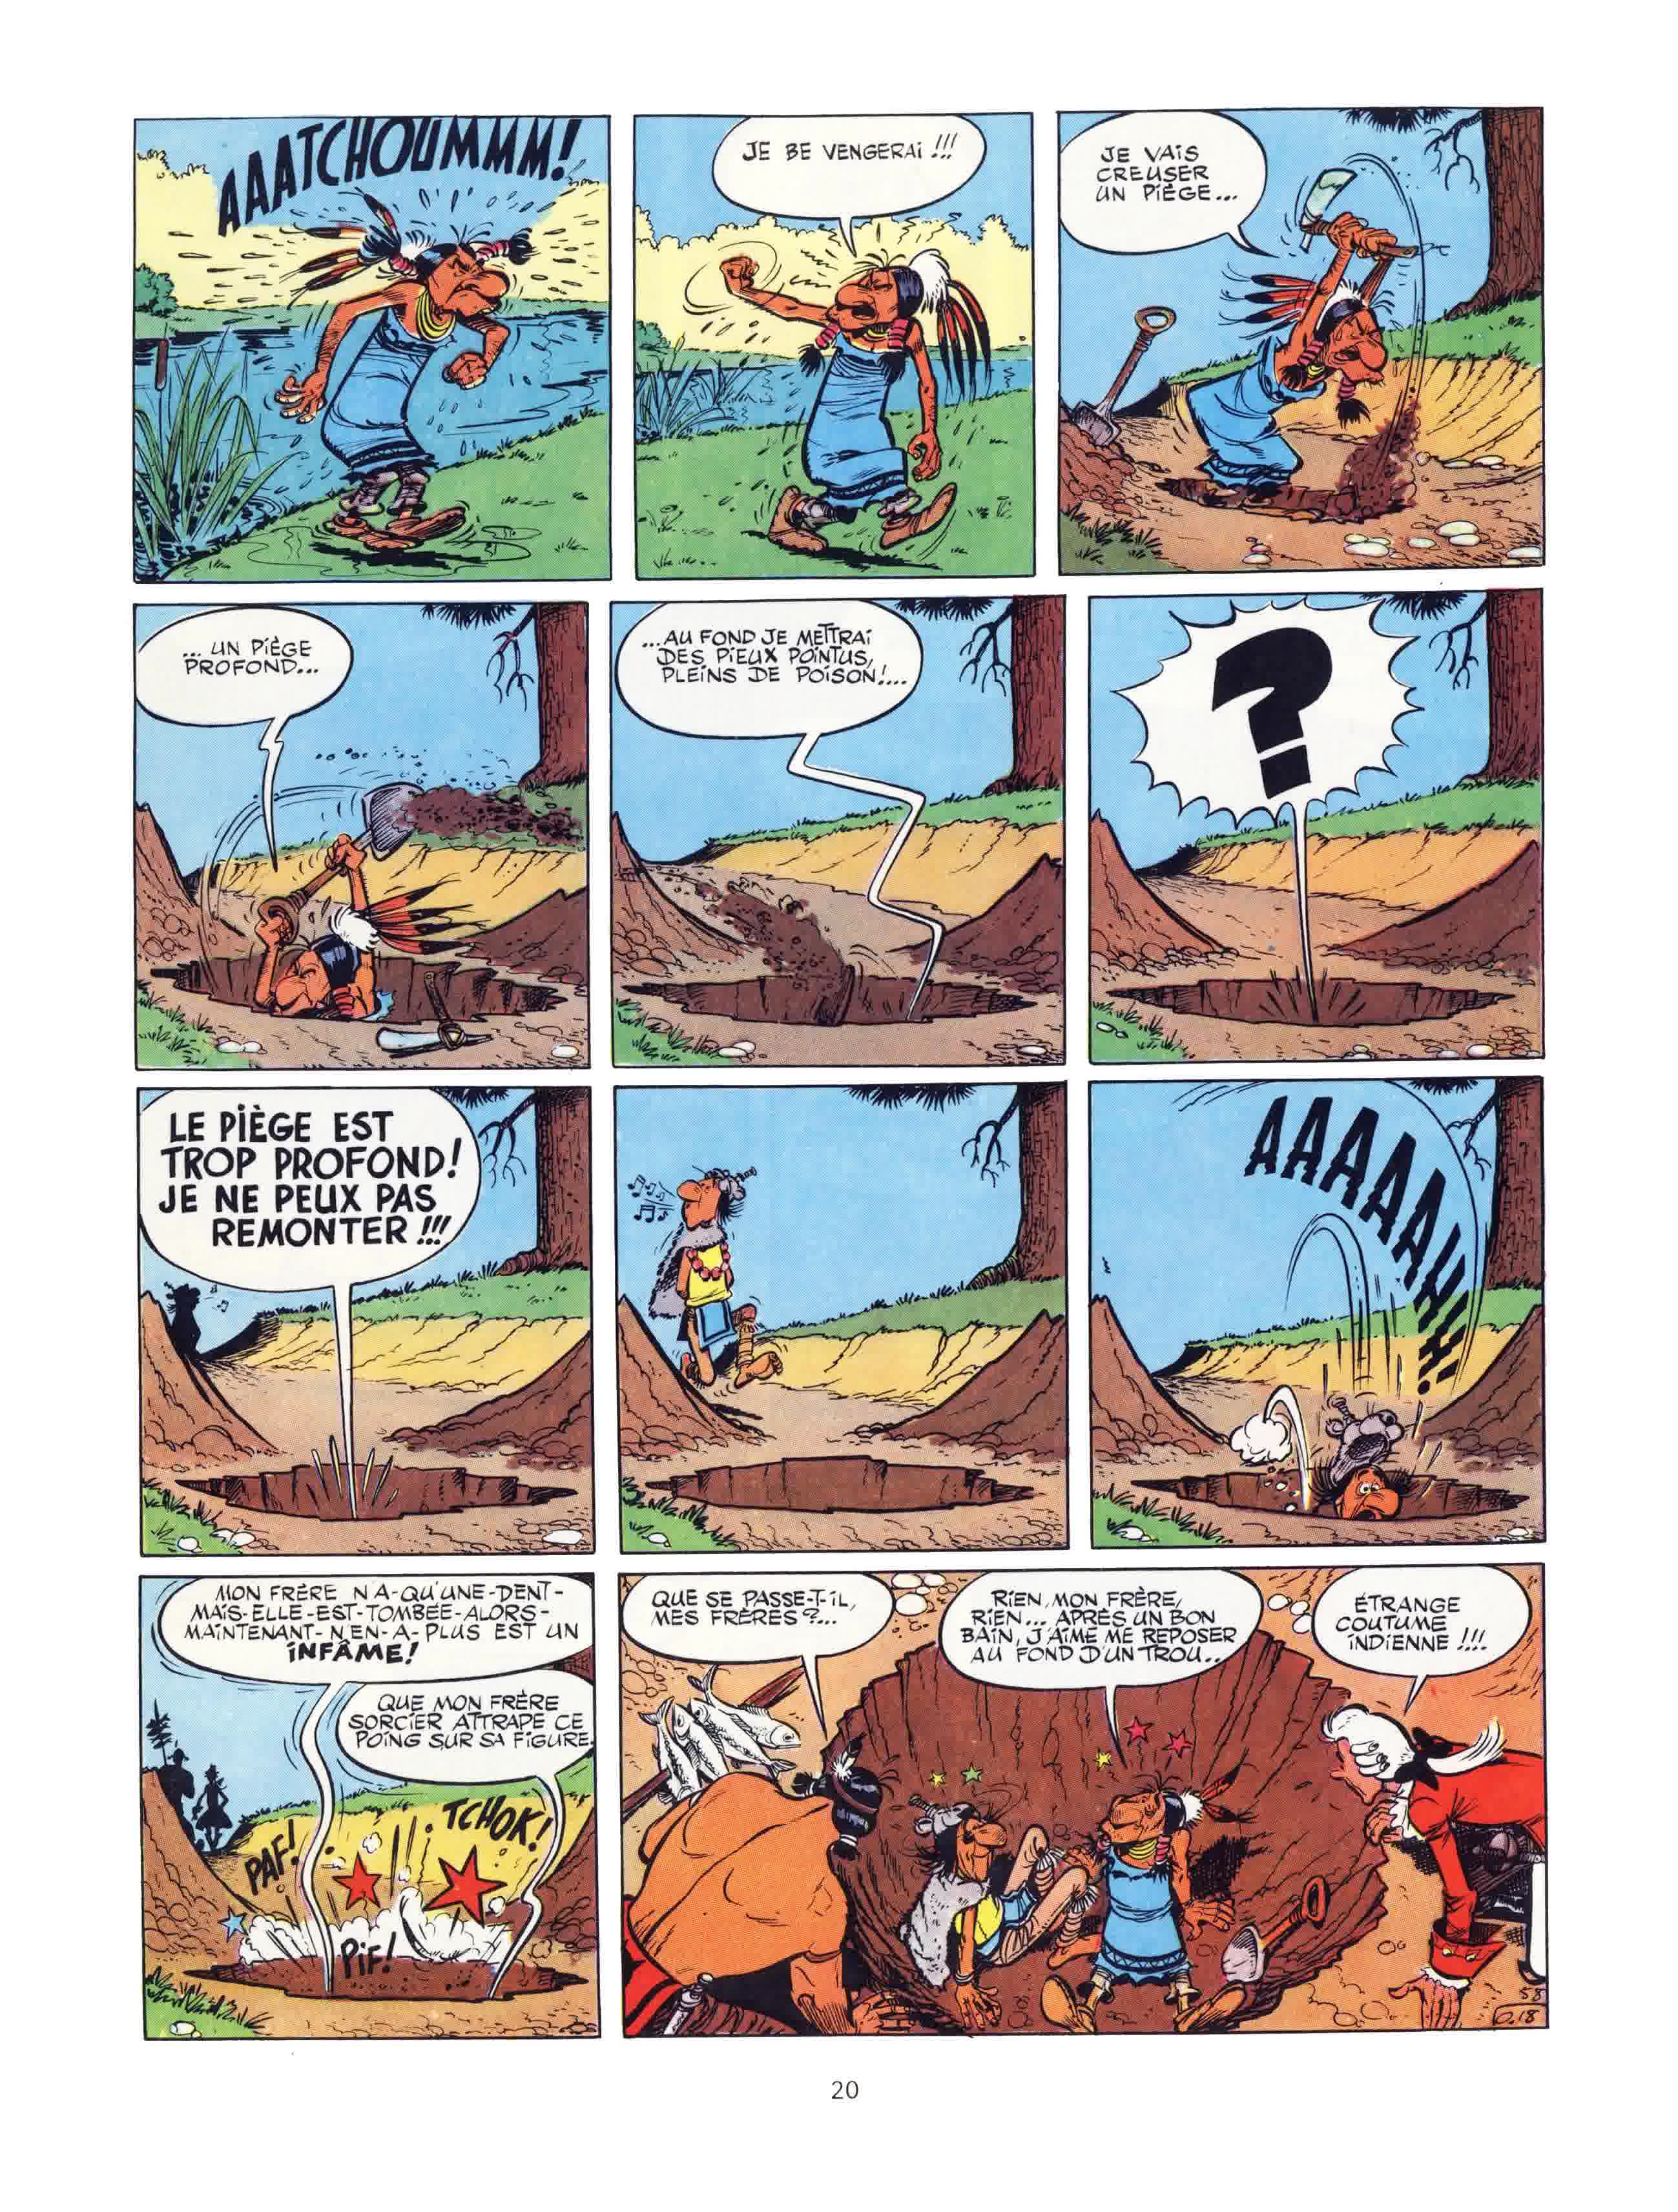 AAATCHOUMMM!
JE BE VENGERAI !!!
JE VAIS
CREUSER
UN PIÈGE...
... UN PIÈGE
PROFOND...
...AU FOND JE METTRAI
DES PIEUX POINTUS,
PLEINS DE POISON!....
?
LE PIÈGE EST
TROP PROFOND!
JE NE PEUX PAS
REMONTER !!!
AAAAAHH!
MON FRÈRE N'A-QU'UNE-DENT-
MAIS-ELLE-EST-TOMBÉE-ALORS-
MAINTENANT-N'EN-A-PLUS EST UN
INFÂME!
QUE MON FRÈRE
SORCIER ATTRAPE CE
POING SUR SA FIGURE.
PAF!
TCHOK!
PIF!
QUE SE PASSE-T-IL,
MES FRÈRES ?...
RIEN, MON FRÈRE,
RIEN... APRÈS UN BON
BAIN, J'AIME ME REPOSER
AU FOND D'UN TROU..
ÉTRANGE
COUTUME
INDIENNE !!!.
58
O.18
20